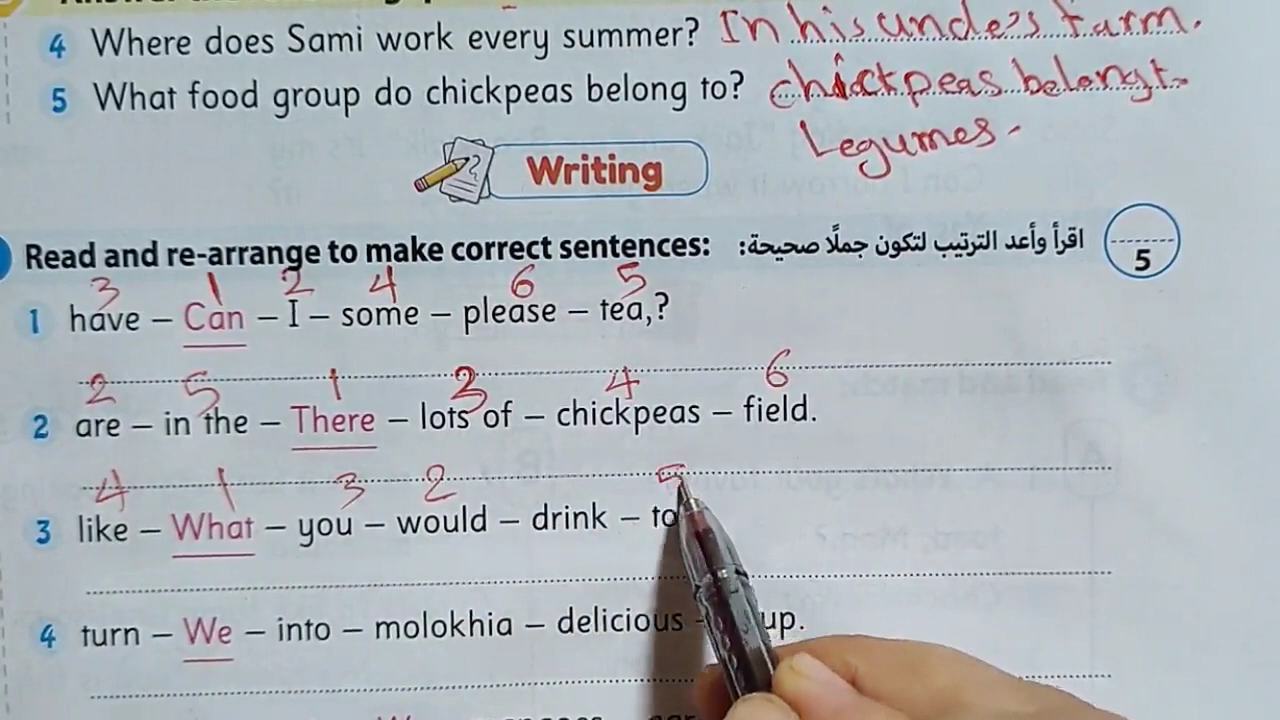 4 Where does Sami work every summer? In his uncle's farm.
5 What food group do chickpeas belong to? chickpeas belong to
Legumes.
Writing
Read and re-arrange to make correct sentences: اقرأ وأعد الترتيب لتكون جملًا صحيحة: 5
3 1 2 4 6 5
1 have – Can – I – some – please – tea,?
2 5 1 3 4 6
2 are – in the – There – lots of – chickpeas – field.
4 1 3 2 5
3 like – What – you – would – drink – to
4 turn – We – into – molokhia – delicious – up.